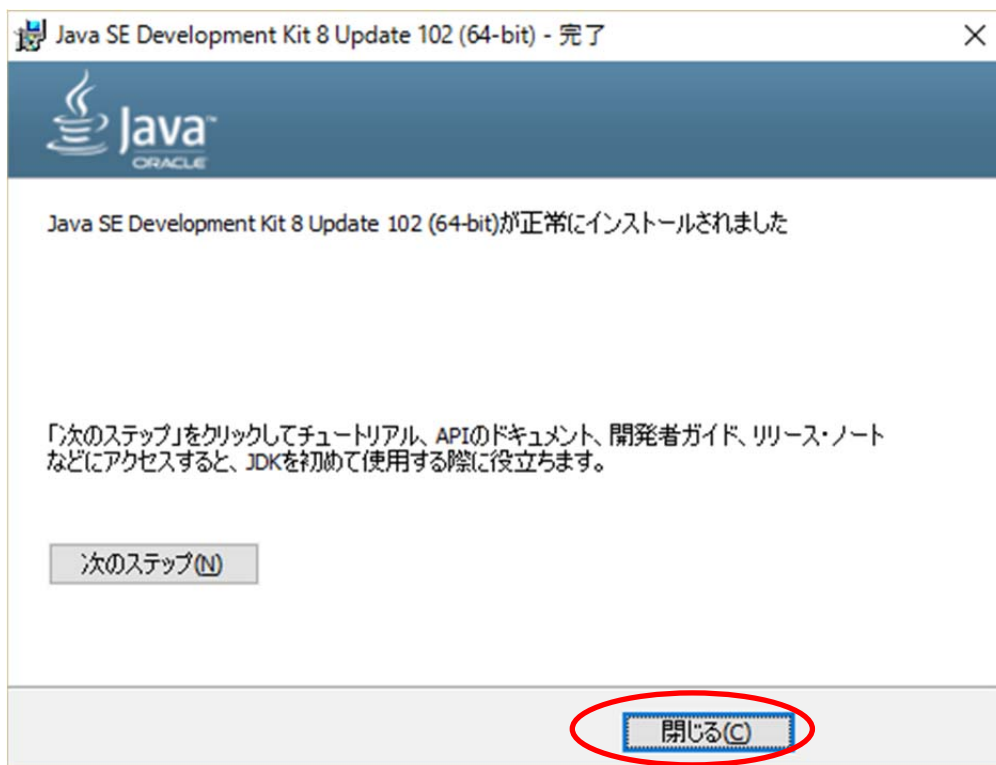 Java SE Development Kit 8 Update 102 (64-bit) - 完了
Java™
ORACLE
Java SE Development Kit 8 Update 102 (64-bit)が正常にインストールされました
「次のステップ」をクリックしてチュートリアル、APIのドキュメント、開発者ガイド、リリース・ノート
などにアクセスすると、JDKを初めて使用する際に役立ちます。
次のステップ(N)
閉じる(C)